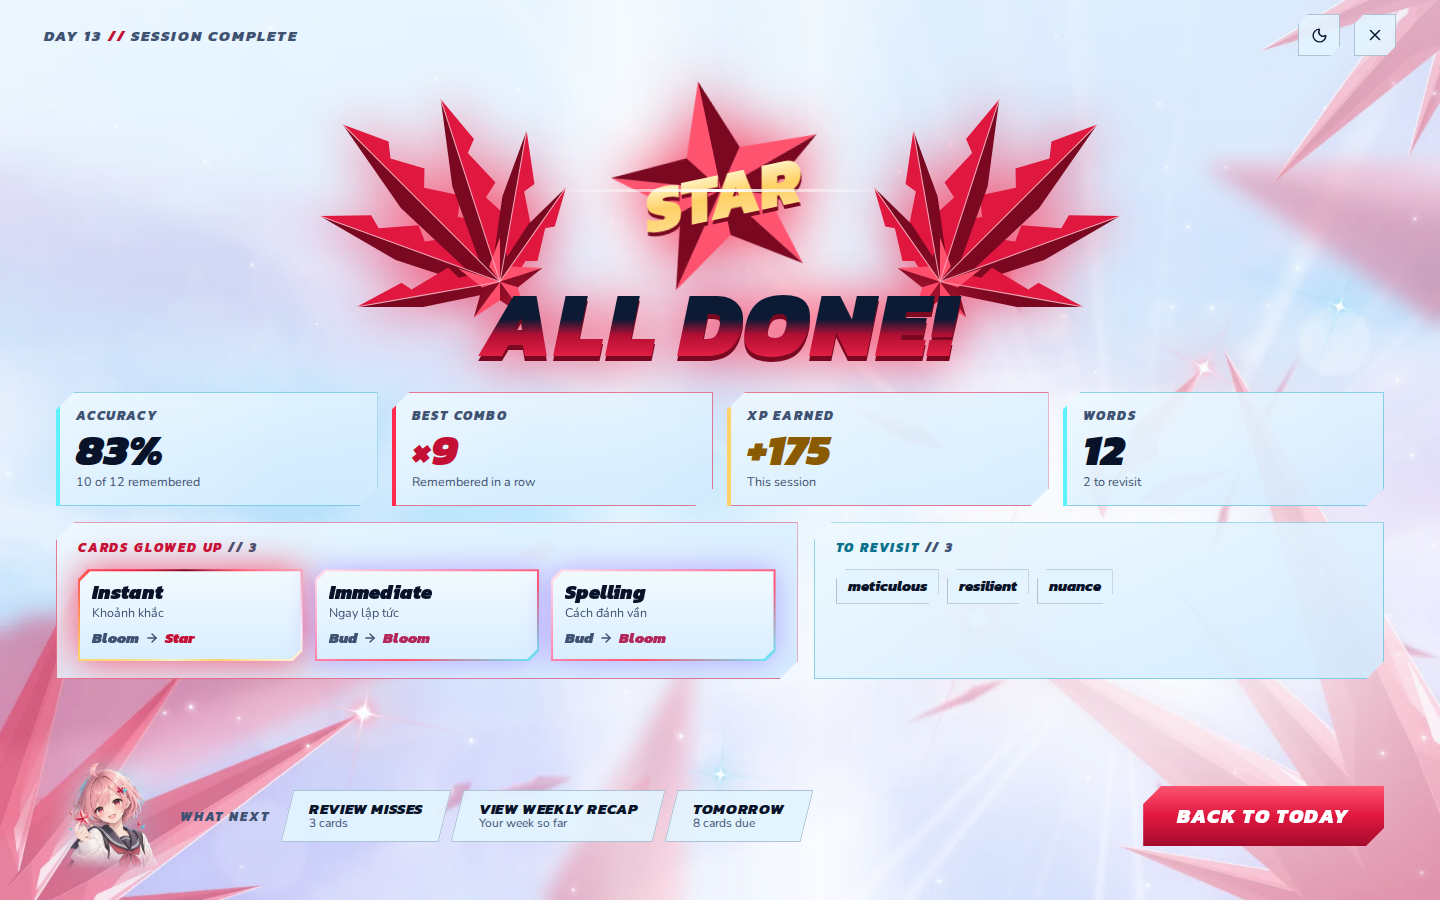 DAY 13 // SESSION COMPLETE
STAR
ALL DONE!
ACCURACY
83%
10 of 12 remembered
BEST COMBO
×9
Remembered in a row
XP EARNED
+175
This session
WORDS
12
2 to revisit
CARDS GLOWED UP // 3
Instant
Khoảnh khắc
Bloom → Star
Immediate
Ngay lập tức
Bud → Bloom
Spelling
Cách đánh vần
Bud → Bloom
TO REVISIT // 3
meticulous
resilient
nuance
WHAT NEXT
REVIEW MISSES
3 cards
VIEW WEEKLY RECAP
Your week so far
TOMORROW
8 cards due
BACK TO TODAY